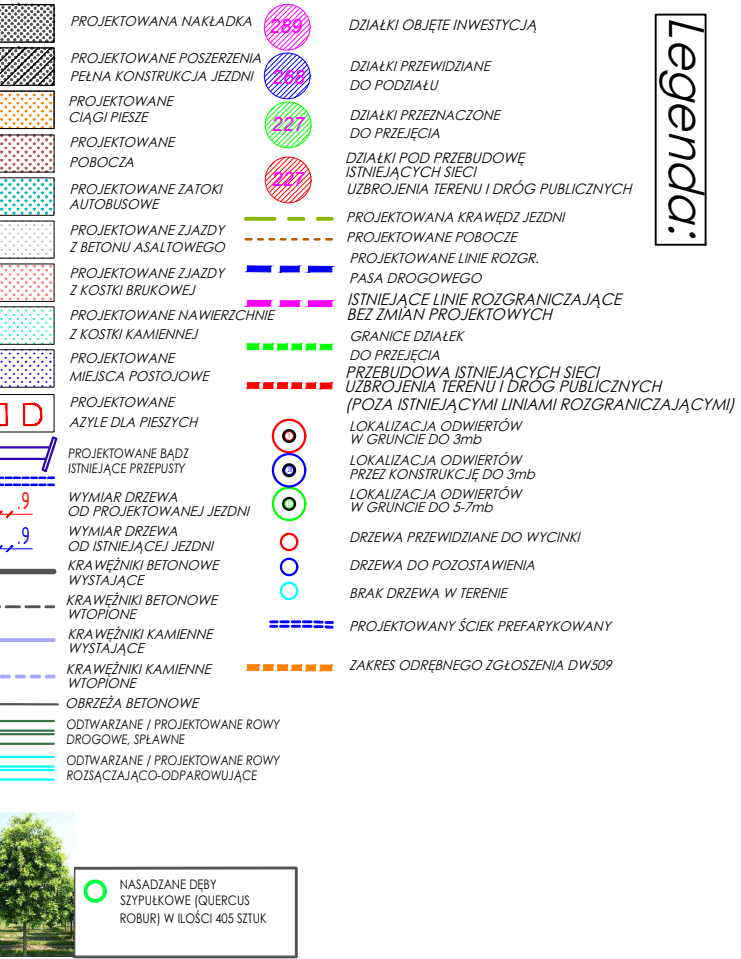 Legenda:
PROJEKTOWANA NAKŁADKA
PROJEKTOWANE POSZERZENIA
PEŁNA KONSTRUKCJA JEZDNI
PROJEKTOWANE
CIĄGI PIESZE
PROJEKTOWANE
POBOCZA
PROJEKTOWANE ZATOKI
AUTOBUSOWE
PROJEKTOWANE ZJAZDY
Z BETONU ASALTOWEGO
PROJEKTOWANE ZJAZDY
Z KOSTKI BRUKOWEJ
PROJEKTOWANE NAWIERZCHNIE
Z KOSTKI KAMIENNEJ
PROJEKTOWANE
MIEJSCA POSTOJOWE
PROJEKTOWANE
AZYLE DLA PIESZYCH
PROJEKTOWANE BĄDZ
ISTNIEJĄCE PRZEPUSTY
.9
WYMIAR DRZEWA
OD PROJEKTOWANEJ JEZDNI
.9
WYMIAR DRZEWA
OD ISTNIEJĄCEJ JEZDNI
KRAWĘŻNIKI BETONOWE
WYSTAJĄCE
KRAWĘŻNIKI BETONOWE
WTOPIONE
KRAWĘŻNIKI KAMIENNE
WYSTAJĄCE
KRAWĘŻNIKI KAMIENNE
WTOPIONE
OBRZEŻA BETONOWE
ODTWARZANE / PROJEKTOWANE ROWY
DROGOWE, SPŁAWNE
ODTWARZANE / PROJEKTOWANE ROWY
ROZSĄCZAJĄCO-ODPAROWUJĄCE
289
DZIAŁKI OBJĘTE INWESTYCJĄ
268
DZIAŁKI PRZEWIDZIANE
DO PODZIAŁU
227
DZIAŁKI PRZEZNACZONE
DO PRZEJĘCIA
227
DZIAŁKI POD PRZEBUDOWĘ
ISTNIEJĄCYCH SIECI
UZBROJENIA TERENU I DRÓG PUBLICZNYCH
PROJEKTOWANA KRAWĘDZ JEZDNI
PROJEKTOWANE POBOCZE
PROJEKTOWANE LINIE ROZGR.
PASA DROGOWEGO
ISTNIEJĄCE LINIE ROZGRANICZAJĄCE
BEZ ZMIAN PROJEKTOWYCH
GRANICE DZIAŁEK
DO PRZEJĘCIA
PRZEBUDOWA ISTNIEJĄCYCH SIECI
UZBROJENIA TERENU I DRÓG PUBLICZNYCH
(POZA ISTNIEJĄCYMI LINIAMI ROZGRANICZAJĄCYMI)
LOKALIZACJA ODWIERTÓW
W GRUNCIE DO 3mb
LOKALIZACJA ODWIERTÓW
PRZEZ KONSTRUKCJĘ DO 3mb
LOKALIZACJA ODWIERTÓW
W GRUNCIE DO 5-7mb
DRZEWA PRZEWIDZIANE DO WYCINKI
DRZEWA DO POZOSTAWIENIA
BRAK DRZEWA W TERENIE
PROJEKTOWANY ŚCIEK PREFARYKOWANY
ZAKRES ODRĘBNEGO ZGŁOSZENIA DW509
NASADZANE DĘBY
SZYPUŁKOWE (QUERCUS
ROBUR) W ILOŚCI 405 SZTUK